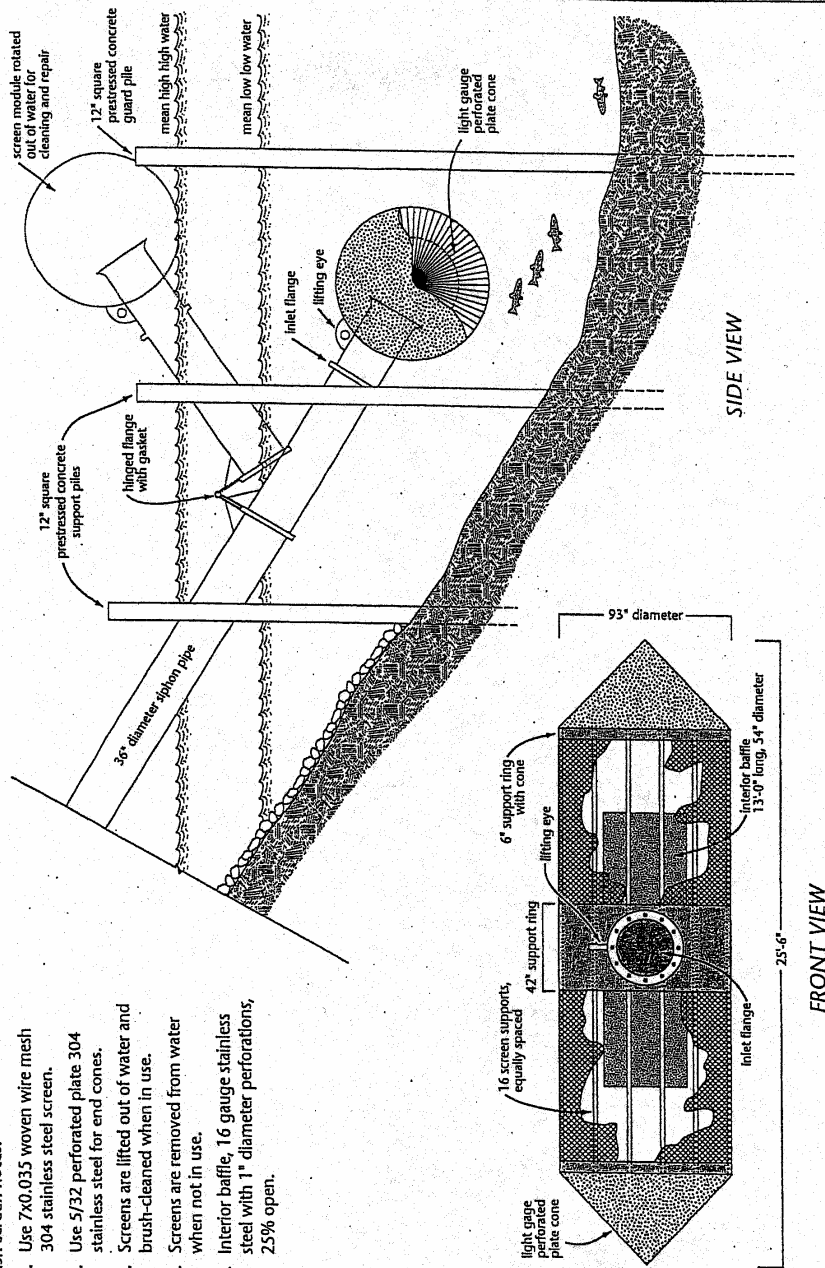 screen notes:
. Use 7x0.035 woven wire mesh
304 stainless steel screen.
. Use 5/32 perforated plate 304
stainless steel for end cones.
. Screens are lifted out of water and
brush-cleaned when in use.
. Screens are removed from water
when not in use.
. Interior baffle, 16 gauge stainless
steel with 1" diameter perforations,
25% open.
36" diameter siphon pipe
12" square
prestressed concrete
support piles
hinged flange
with gasket
screen module rotated
out of water for
cleaning and repair
12" square
prestressed concrete
guard pile
mean high high water
mean low low water
inlet flange
lifting eye
light gauge
perforated
plate cone
SIDE VIEW
light gage
perforated
plate cone
16 screen supports,
equally spaced
42" support ring
lifting eye
6" support ring
with cone
93" diameter
Inlet flange
Interior baffle
13'-0" long, 54" diameter
25'-6"
FRONT VIEW